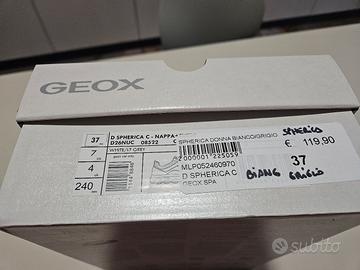 GEOX
37
D SPHERICA C - NAPPA
D26NUC 08522
WHITE/LT GREY
7
4
240
SPHERICA DONNA BIANCO/GRIGIO
2000001225059
MLP052460970
D SPHERICA C
GEOX SPA
SPHERICA
€ 119,90
37
BIANC GRIGIO
subito